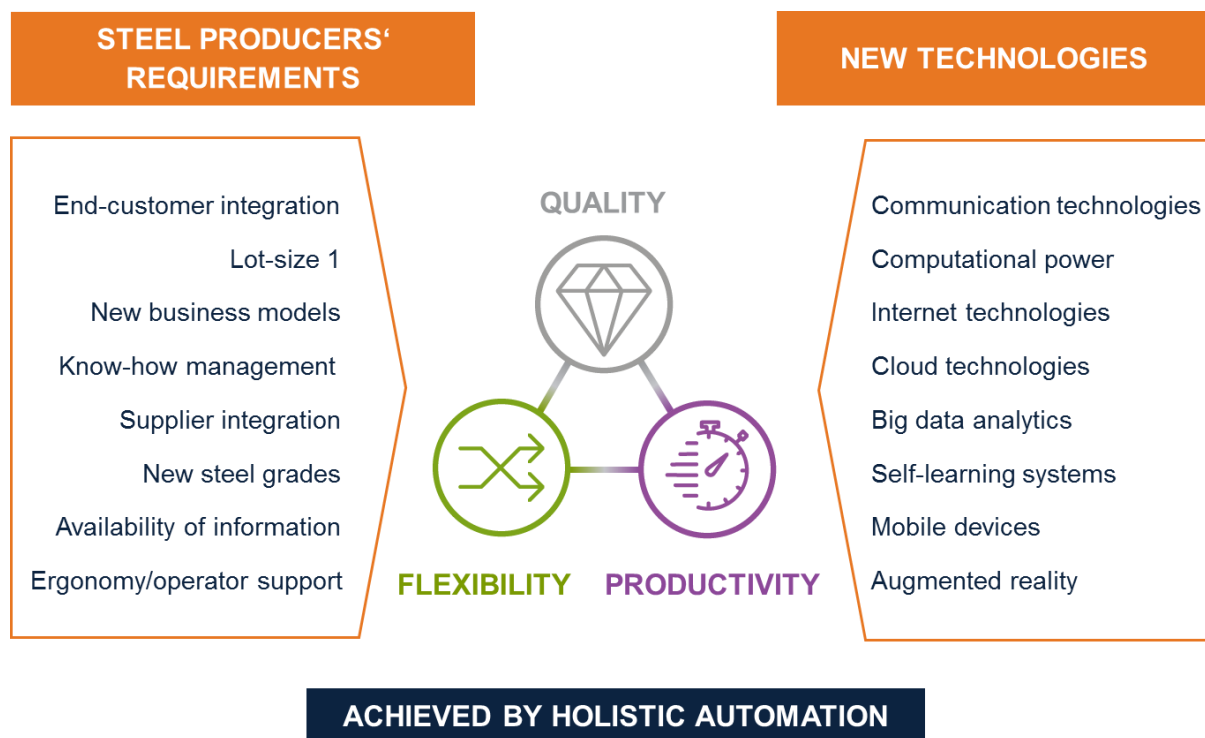 STEEL PRODUCERS‘
REQUIREMENTS
NEW TECHNOLOGIES
End-customer integration
Lot-size 1
New business models
Know-how management
Supplier integration
New steel grades
Availability of information
Ergonomy/operator support
QUALITY
FLEXIBILITY
PRODUCTIVITY
Communication technologies
Computational power
Internet technologies
Cloud technologies
Big data analytics
Self-learning systems
Mobile devices
Augmented reality
ACHIEVED BY HOLISTIC AUTOMATION